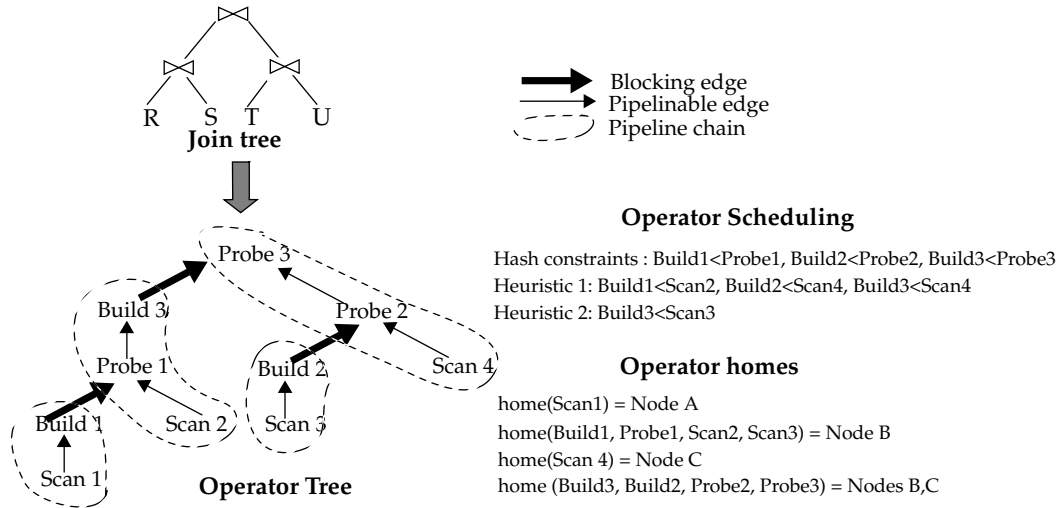 R S T U
Join tree
Blocking edge
Pipelinable edge
Pipeline chain
Probe 3
Build 3
Probe 2
Probe 1
Build 2
Scan 4
Build 1
Scan 2
Scan 3
Scan 1
Operator Tree
Operator Scheduling
Hash constraints : Build1<Probe1, Build2<Probe2, Build3<Probe3
Heuristic 1: Build1<Scan2, Build2<Scan4, Build3<Scan4
Heuristic 2: Build3<Scan3
Operator homes
home(Scan1) = Node A
home(Build1, Probe1, Scan2, Scan3) = Node B
home(Scan 4) = Node C
home (Build3, Build2, Probe2, Probe3) = Nodes B,C